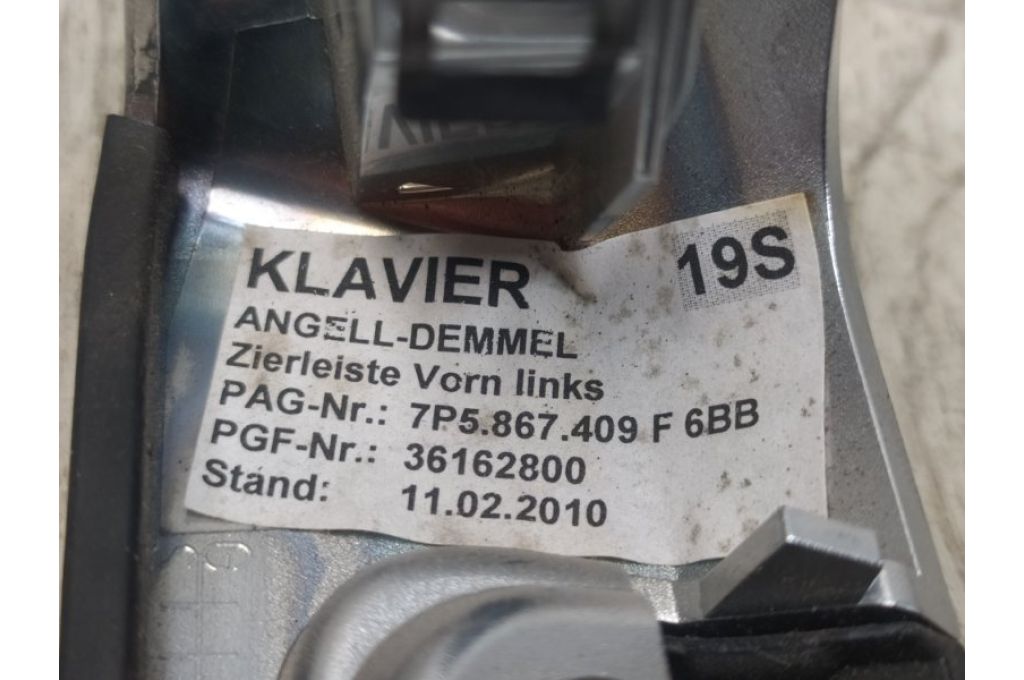 KLAVIER 19S
ANGELL-DEMMEL
Zierleiste Vorn links
PAG-Nr.: 7P5.867.409 F 6BB
PGF-Nr.: 36162800
Stand: 11.02.2010